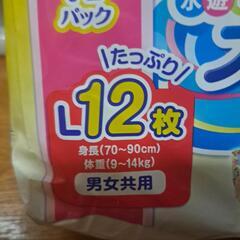 パック
水遊
＼たっぷり／
L12枚
身長(70～90cm)
体重(9～14kg)
男女共用